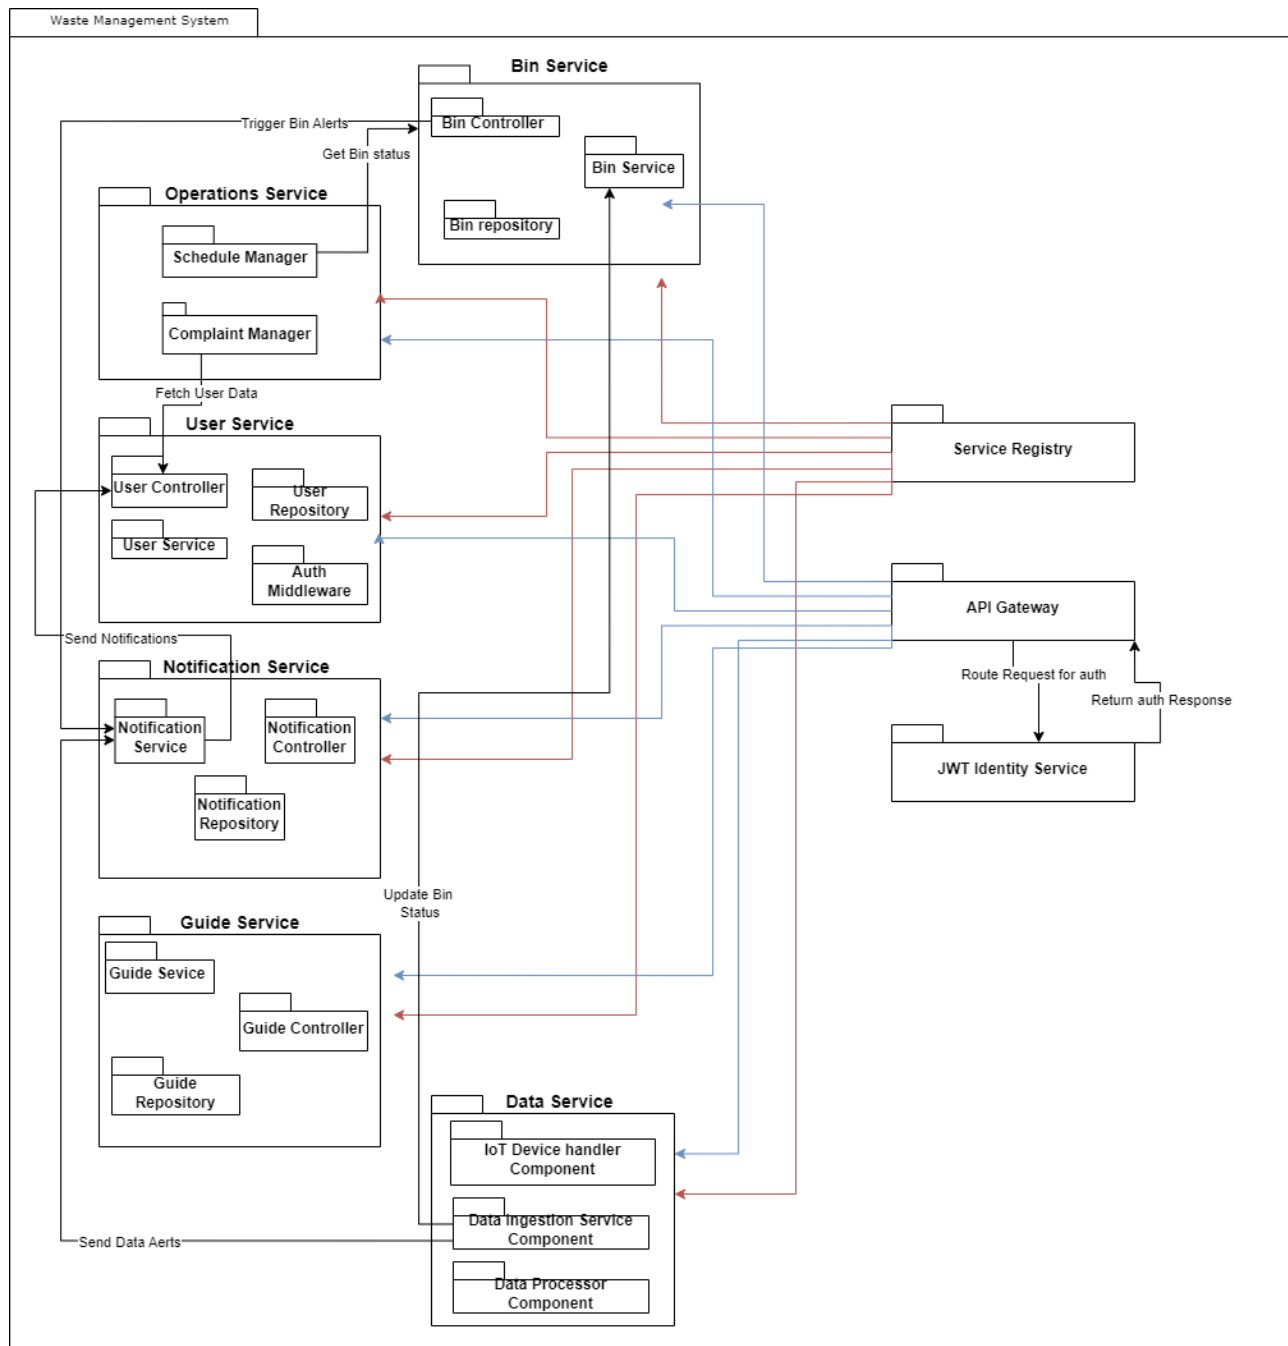 Waste Management System
Bin Service
Trigger Bin Alerts
Bin Controller
Get Bin status
Bin Service
Bin repository
Operations Service
Schedule Manager
Complaint Manager
Fetch User Data
User Service
User Controller
User
Repository
User Service
Auth
Middleware
Service Registry
API Gateway
Route Request for auth
Return auth Response
JWT Identity Service
Send Notifications
Notification Service
Notification
Service
Notification
Controller
Notification
Repository
Update Bin
Status
Guide Service
Guide Sevice
Guide Controller
Guide
Repository
Data Service
IoT Device handler
Component
Data Ingestion Service
Component
Send Data Aerts
Data Processor
Component